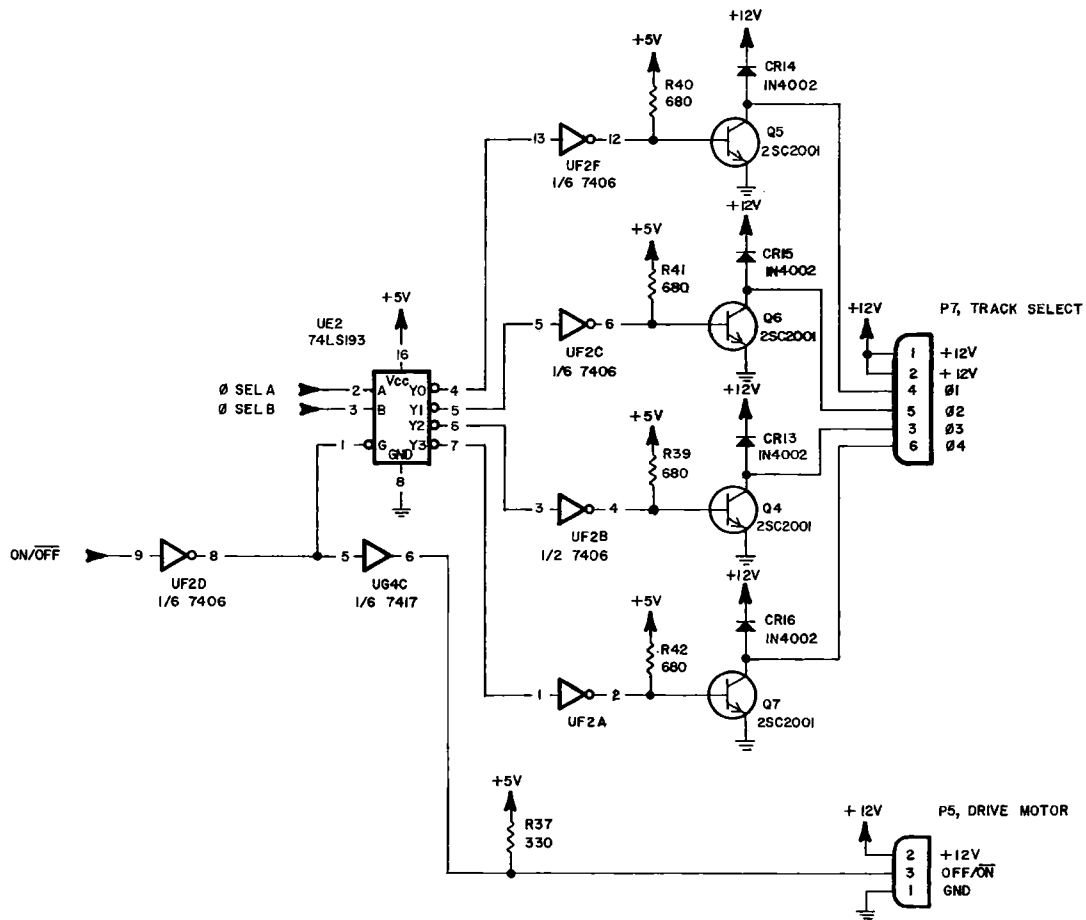 +12V
+5V
CR14
1N4002
R40
680
13
12
Q5
2SC2001
UF2F
1/6 7406
+12V
+5V
CR15
1N4002
R41
680
5
6
Q6
2SC2001
UF2C
1/6 7406
+5V
UE2
74LS193
16
Vcc
Ø SEL A
2
A
Y0
4
Ø SEL B
3
B
Y1
5
Y2
6
1
G
Y3
7
GND
8
+12V
P7, TRACK SELECT
1
+12V
2
+12V
4
Ø1
5
Ø2
3
Ø3
6
Ø4
+12V
+5V
CR13
1N4002
R39
680
3
4
Q4
2SC2001
UF2B
1/2 7406
ON/OFF
9
8
5
6
UF2D
1/6 7406
UG4C
1/6 7417
+12V
+5V
CR16
1N4002
R42
680
1
2
Q7
2SC2001
UF2A
+5V
R37
330
+12V
P5, DRIVE MOTOR
2
+12V
3
OFF/ON
1
GND